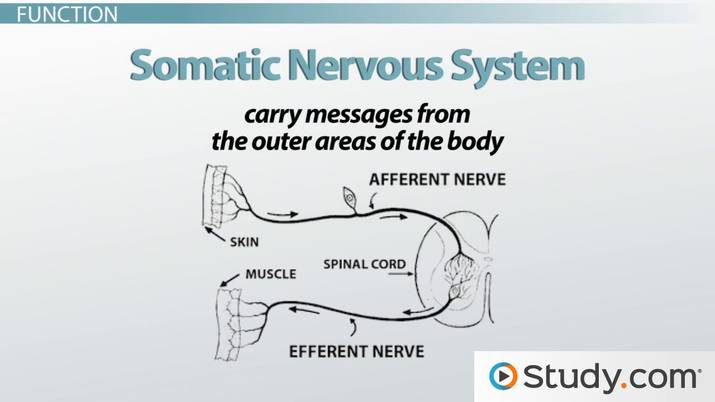 FUNCTION
Somatic Nervous System
carry messages from
the outer areas of the body
AFFERENT NERVE
SKIN
SPINAL CORD
MUSCLE
EFFERENT NERVE
Study.com®